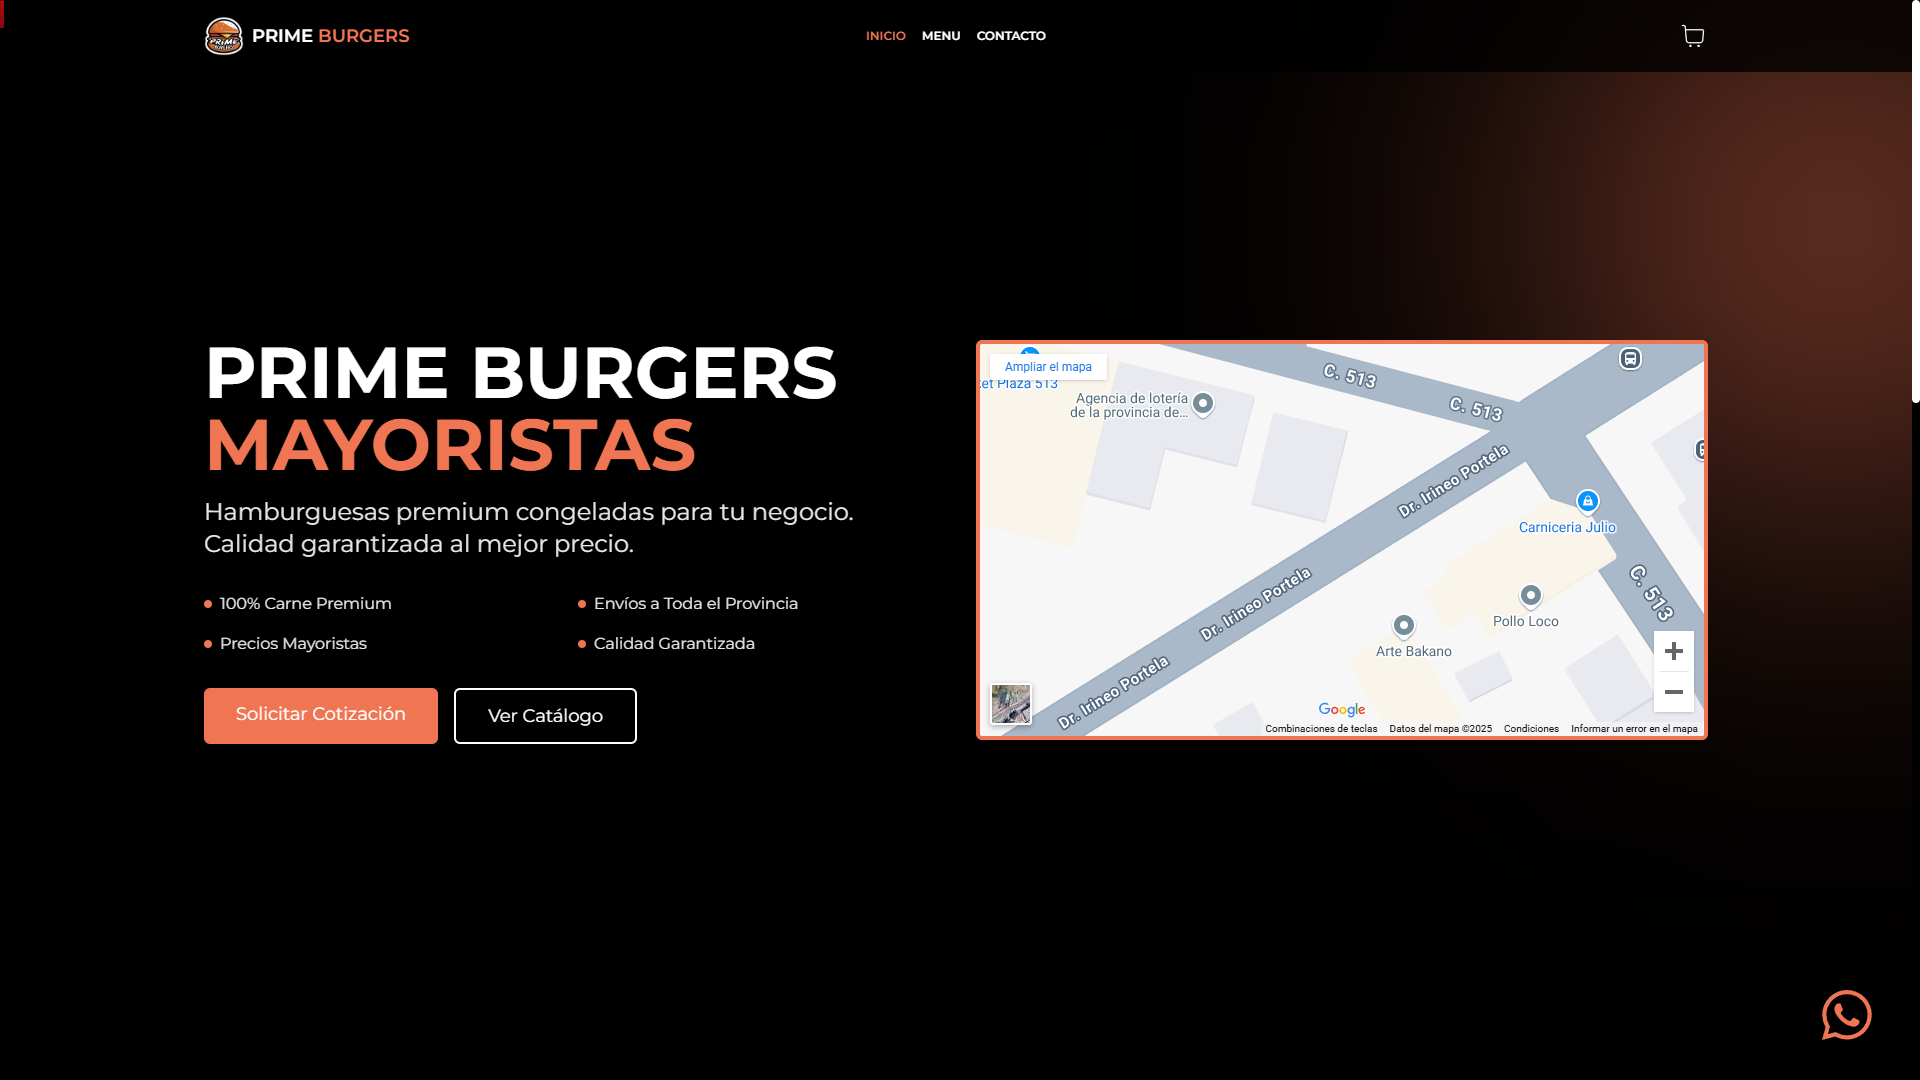 PRIME BURGERS
INICIO
MENU
CONTACTO
PRIME BURGERS
MAYORISTAS
Hamburguesas premium congeladas para tu negocio.
Calidad garantizada al mejor precio.
100% Carne Premium
Envíos a Toda el Provincia
Precios Mayoristas
Calidad Garantizada
Solicitar Cotización
Ver Catálogo
Ampliar el mapa
et Plaza 513
Agencia de lotería
de la provincia de...
C. 513
C. 513
Dr. Irineo Portela
Carniceria Julio
Dr. Irineo Portela
C. 513
Pollo Loco
Arte Bakano
Dr. Irineo Portela
Google
Combinaciones de teclas
Datos del mapa ©2025
Condiciones
Informar un error en el mapa